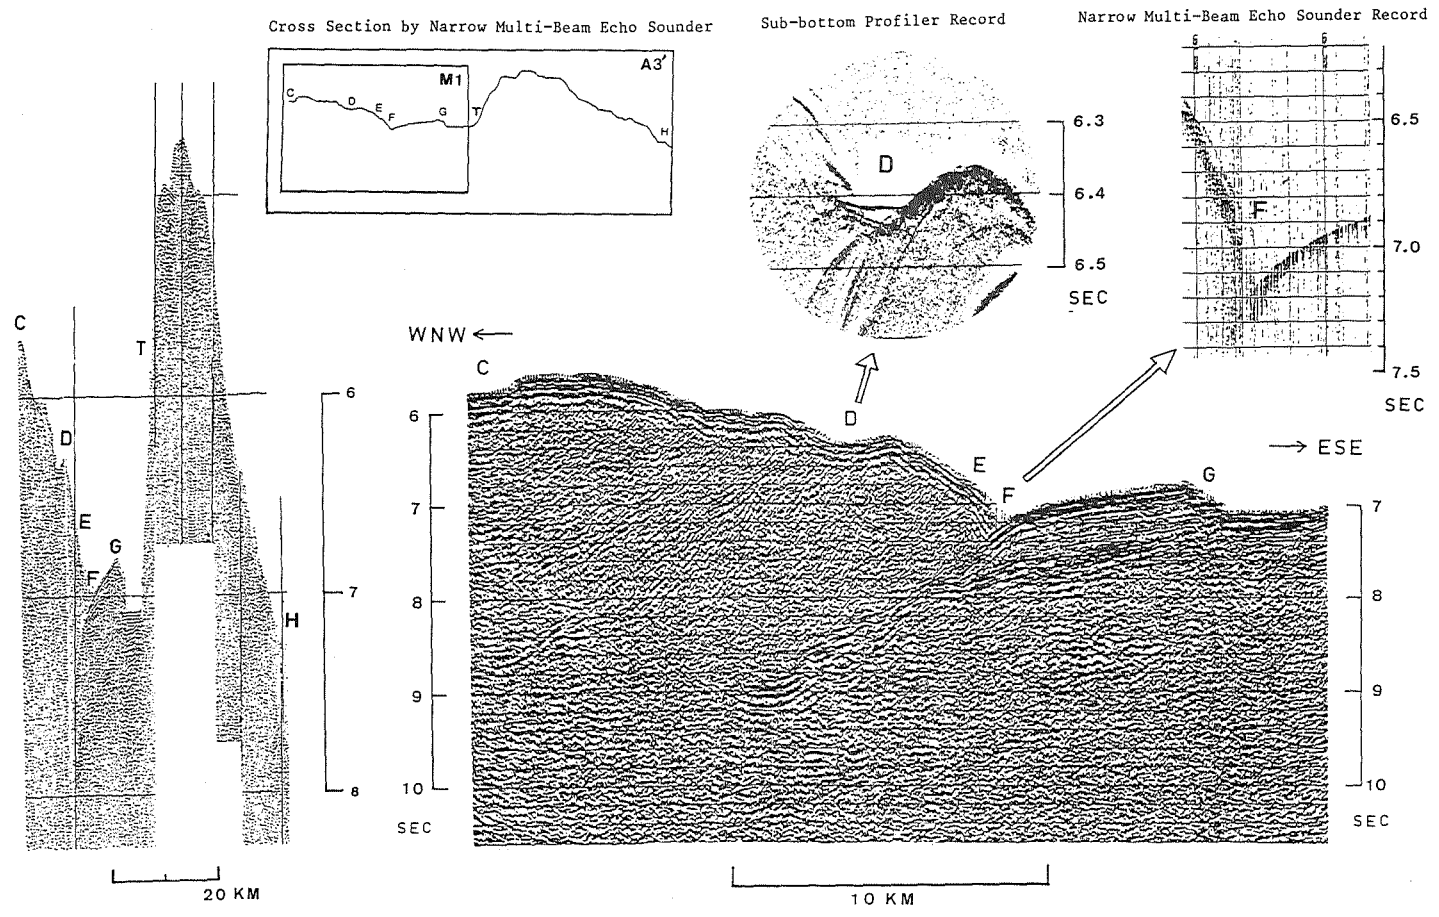 Cross Section by Narrow Multi-Beam Echo Sounder
Sub-bottom Profiler Record
Narrow Multi-Beam Echo Sounder Record
M1
A3′
C
D
E
F
G
T
H
D
6.3
6.4
6.5
SEC
6
6
F
6.5
7.0
7.5
SEC
C
T
D
E
G
F
H
6
7
8
20 KM
WNW ←
→ ESE
C
D
E
F
G
6
7
8
9
10
SEC
7
8
9
10
SEC
10 KM